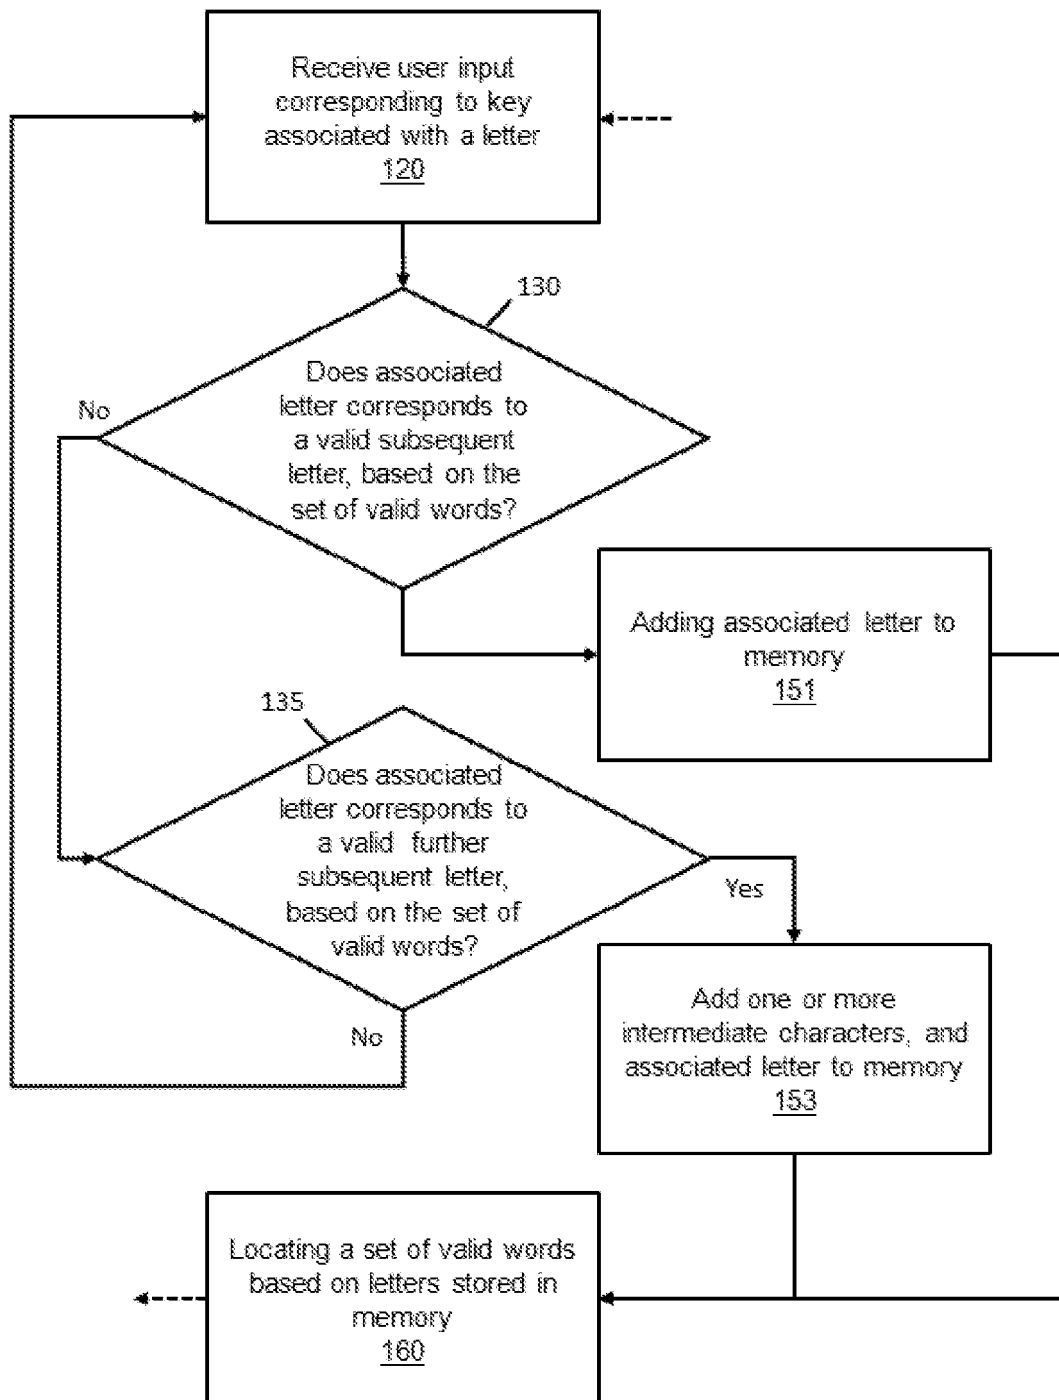 Receive user input
corresponding to key
associated with a letter
120
130
Does associated
letter corresponds to
a valid subsequent
letter, based on the
set of valid words?
No
Adding associated letter to
memory
151
135
Does associated
letter corresponds to
a valid further
subsequent letter,
based on the set of
valid words?
Yes
No
Add one or more
intermediate characters, and
associated letter to memory
153
Locating a set of valid words
based on letters stored in
memory
160